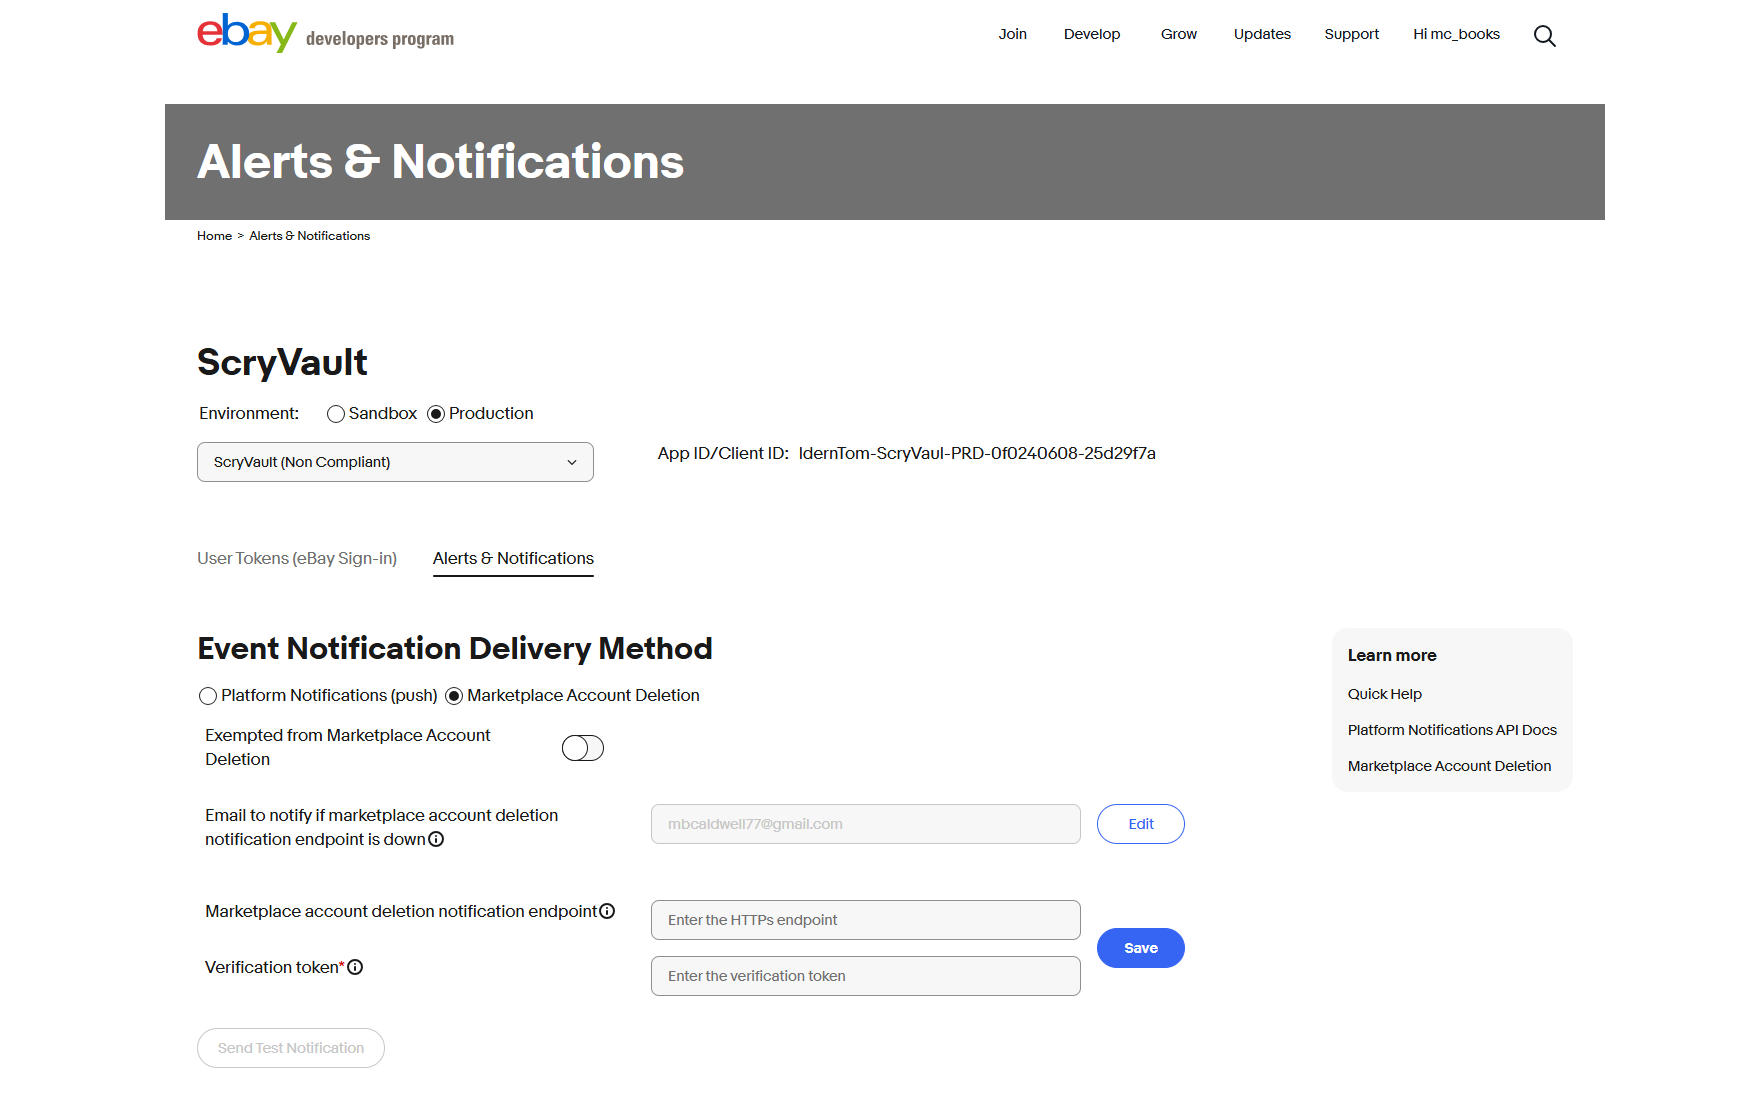 ebay developers program
Join Develop Grow Updates Support Hi mc_books
Alerts & Notifications
Home > Alerts & Notifications
ScryVault
Environment: Sandbox Production
ScryVault (Non Compliant)
App ID/Client ID: IdernTom-ScryVaul-PRD-0f0240608-25d29f7a
User Tokens (eBay Sign-in) Alerts & Notifications
Event Notification Delivery Method
Platform Notifications (push) Marketplace Account Deletion
Exempted from Marketplace Account
Deletion
Email to notify if marketplace account deletion
notification endpoint is down
mbcaldwell77@gmail.com
Edit
Marketplace account deletion notification endpoint
Enter the HTTPs endpoint
Save
Verification token*
Enter the verification token
Send Test Notification
Learn more
Quick Help
Platform Notifications API Docs
Marketplace Account Deletion